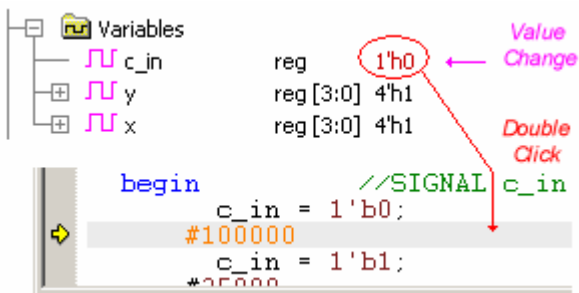 Variables
Value
c_in reg 1'h0 Change
y reg [3:0] 4'h1
x reg [3:0] 4'h1 Double
Click
begin //SIGNAL c_in
c_in = 1'b0;
#100000
c_in = 1'b1;